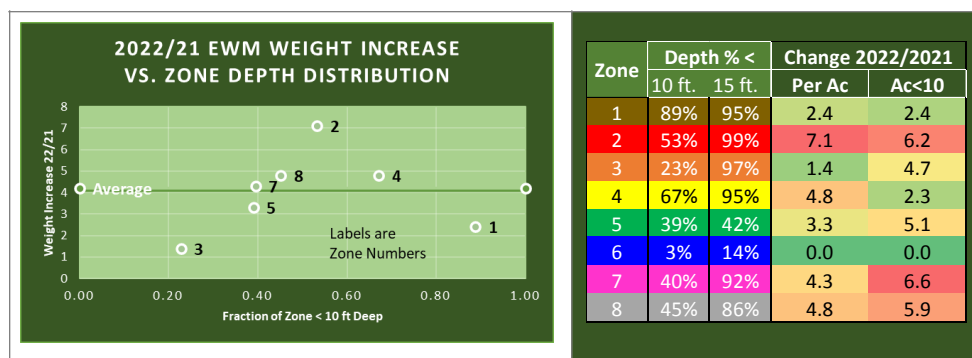 2022/21 EWM WEIGHT INCREASE
VS. ZONE DEPTH DISTRIBUTION
Weight Increase 22/21
8
7
6
5
4
3
2
1
0
2
8
4
Average
7
5
1
3
Labels are
Zone Numbers
0.00 0.20 0.40 0.60 0.80 1.00
Fraction of Zone < 10 ft Deep
Zone Depth % < Change 2022/2021
10 ft. 15 ft. Per Ac Ac<10
1 89% 95% 2.4 2.4
2 53% 99% 7.1 6.2
3 23% 97% 1.4 4.7
4 67% 95% 4.8 2.3
5 39% 42% 3.3 5.1
6 3% 14% 0.0 0.0
7 40% 92% 4.3 6.6
8 45% 86% 4.8 5.9